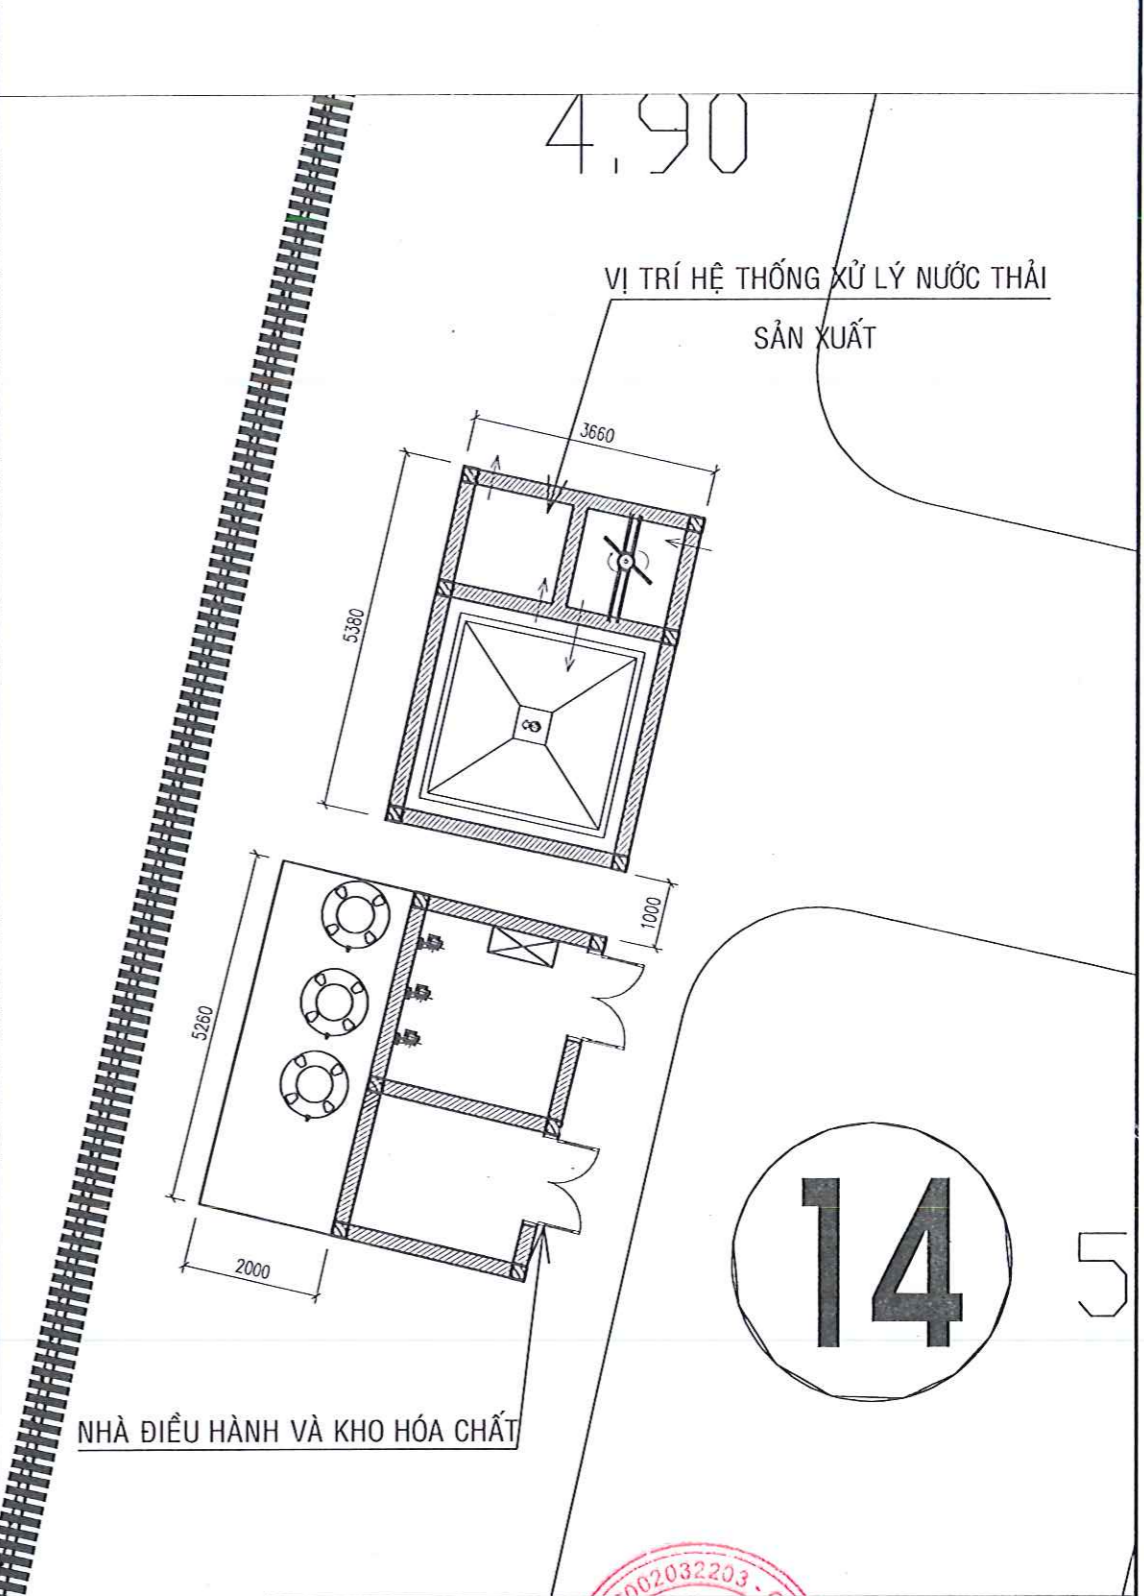 4.90
VỊ TRÍ HỆ THỐNG XỬ LÝ NƯỚC THẢI
SẢN XUẤT
3660
5380
1000
5260
14
5
2000
NHÀ ĐIỀU HÀNH VÀ KHO HÓA CHẤT